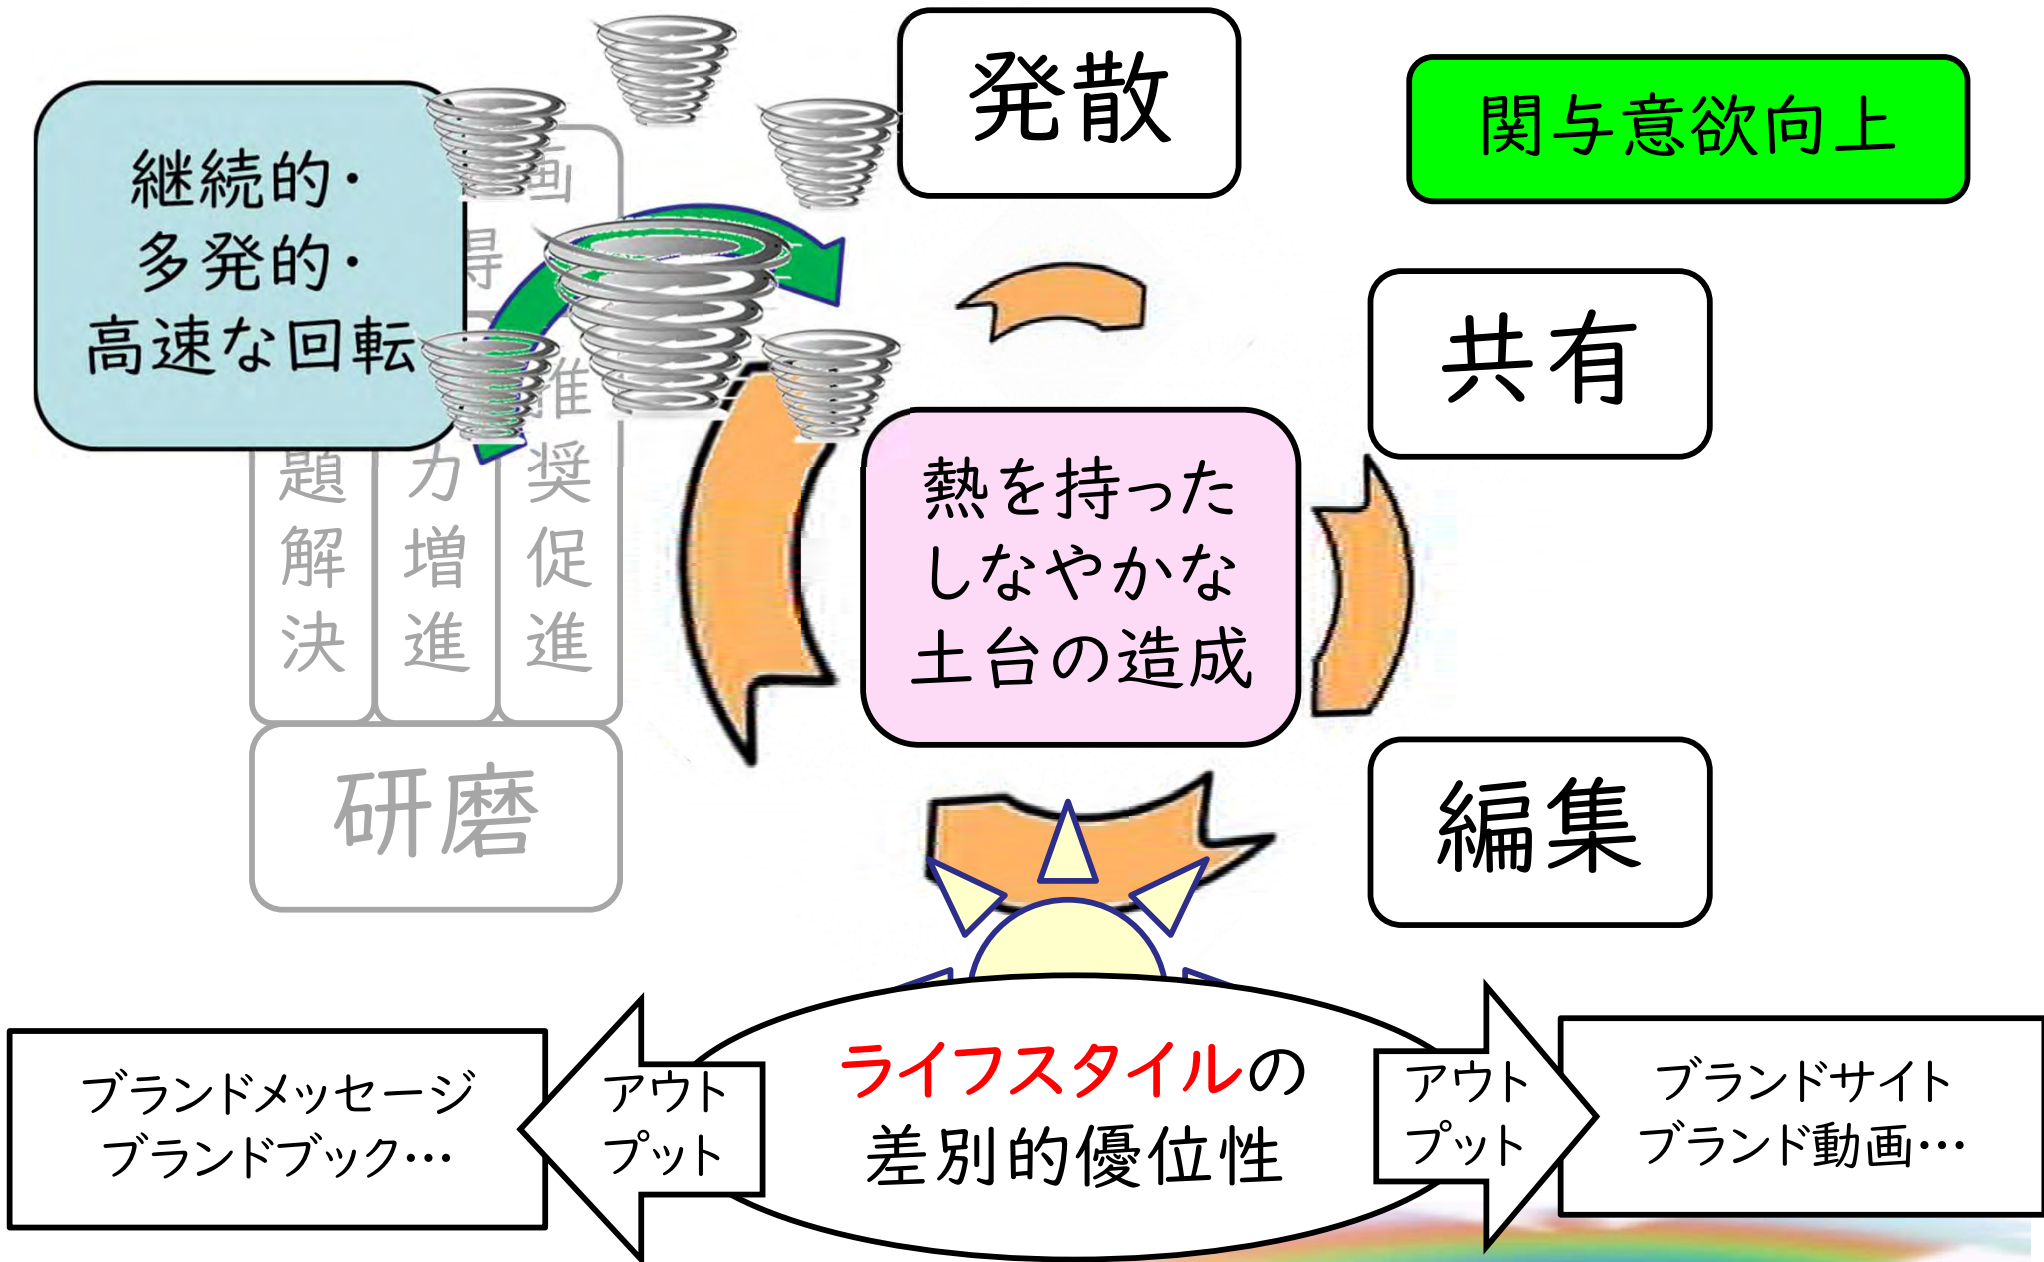 発散
関与意欲向上
継続的・
多発的・
高速な回転
画
得
共有
推
奨
促
進
力
増
進
題
解
決
熱を持った
しなやかな
土台の造成
研磨
編集
ブランドメッセージ
ブランドブック…
アウト
プット
ライフスタイルの
差別的優位性
アウト
プット
ブランドサイト
ブランド動画…